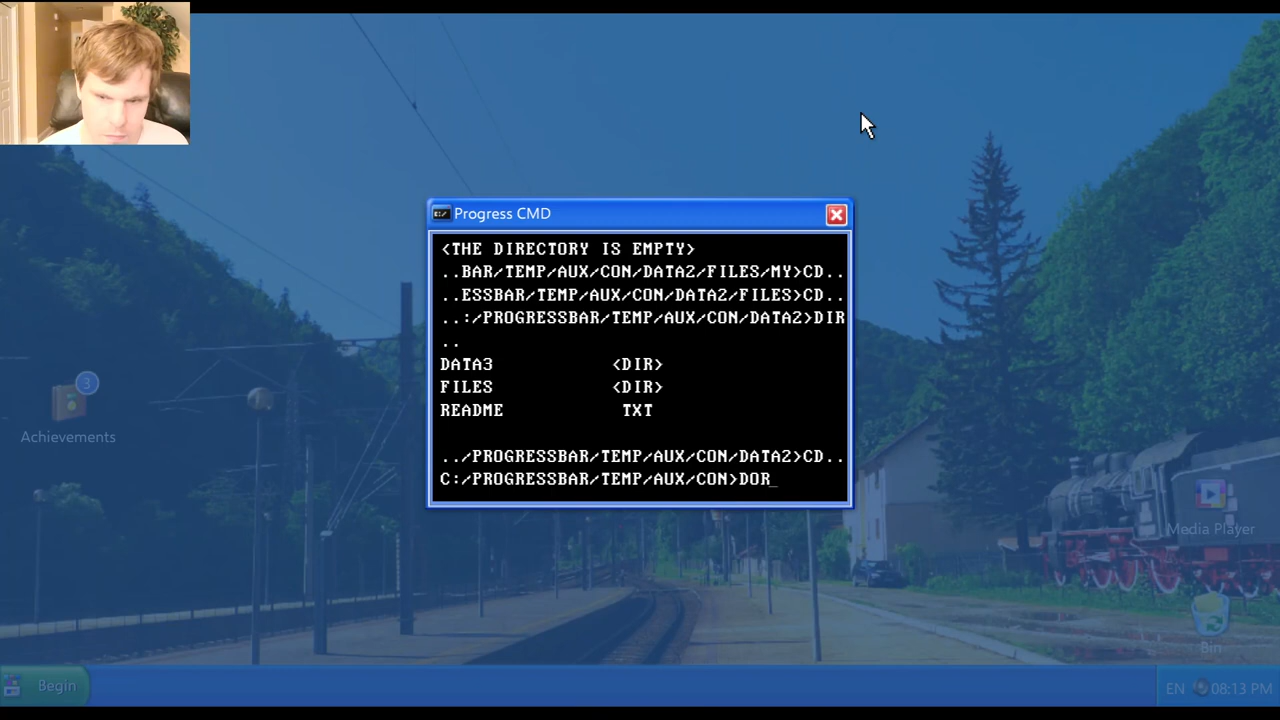 Progress CMD
<THE DIRECTORY IS EMPTY>
..BAR/TEMP/AUX/CON/DATA2/FILES/MY>CD..
..ESSBAR/TEMP/AUX/CON/DATA2/FILES>CD..
..:/PROGRESSBAR/TEMP/AUX/CON/DATA2>DIR
..
DATA3 <DIR>
FILES <DIR>
README TXT
../PROGRESSBAR/TEMP/AUX/CON/DATA2>CD..
C:/PROGRESSBAR/TEMP/AUX/CON>DOR_
3
Achievements
Media Player
Bin
Begin
EN 08:13 PM